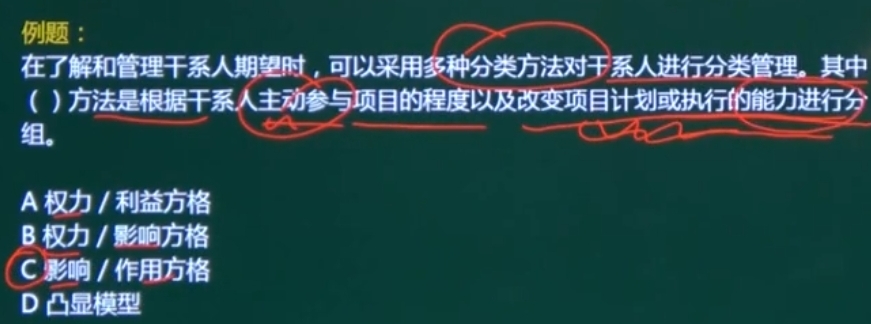 例题：
在了解和管理干系人期望时，可以采用多种分类方法对干系人进行分类管理。其中
（ ）方法是根据干系人主动参与项目的程度以及改变项目计划或执行的能力进行分
组。
A 权力 / 利益方格
B 权力 / 影响方格
C 影响 / 作用方格
D 凸显模型